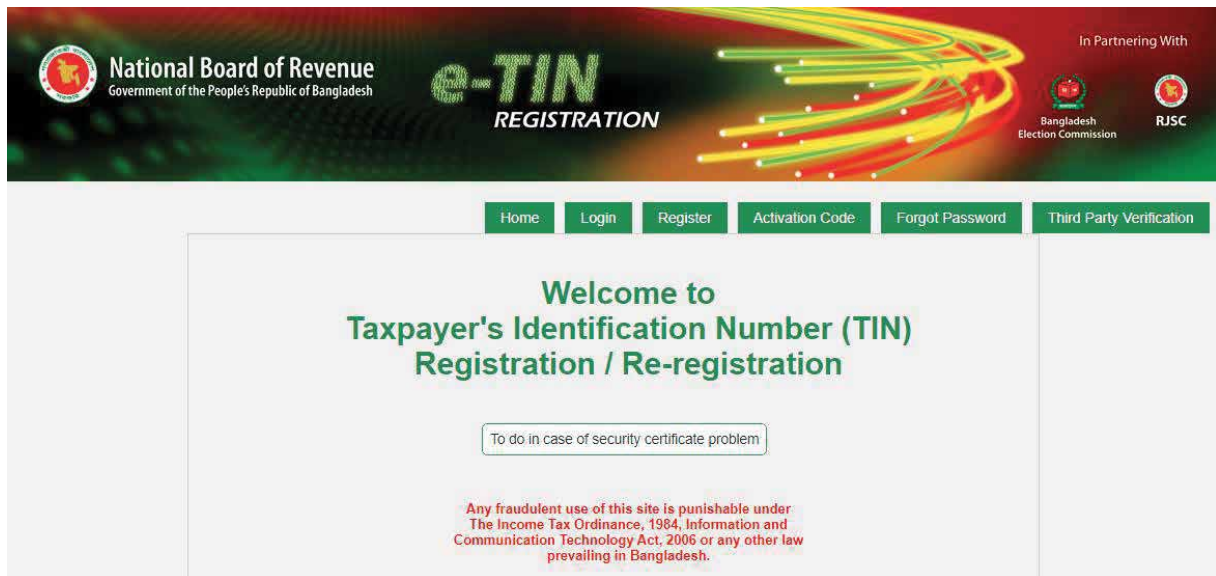 National Board of Revenue
Government of the People's Republic of Bangladesh
e-TIN
REGISTRATION
In Partnering With
Bangladesh
Election Commission
RJSC
Home Login Register Activation Code Forgot Password Third Party Verification
Welcome to
Taxpayer's Identification Number (TIN)
Registration / Re-registration
To do in case of security certificate problem
Any fraudulent use of this site is punishable under
The Income Tax Ordinance, 1984, Information and
Communication Technology Act, 2006 or any other law
prevailing in Bangladesh.